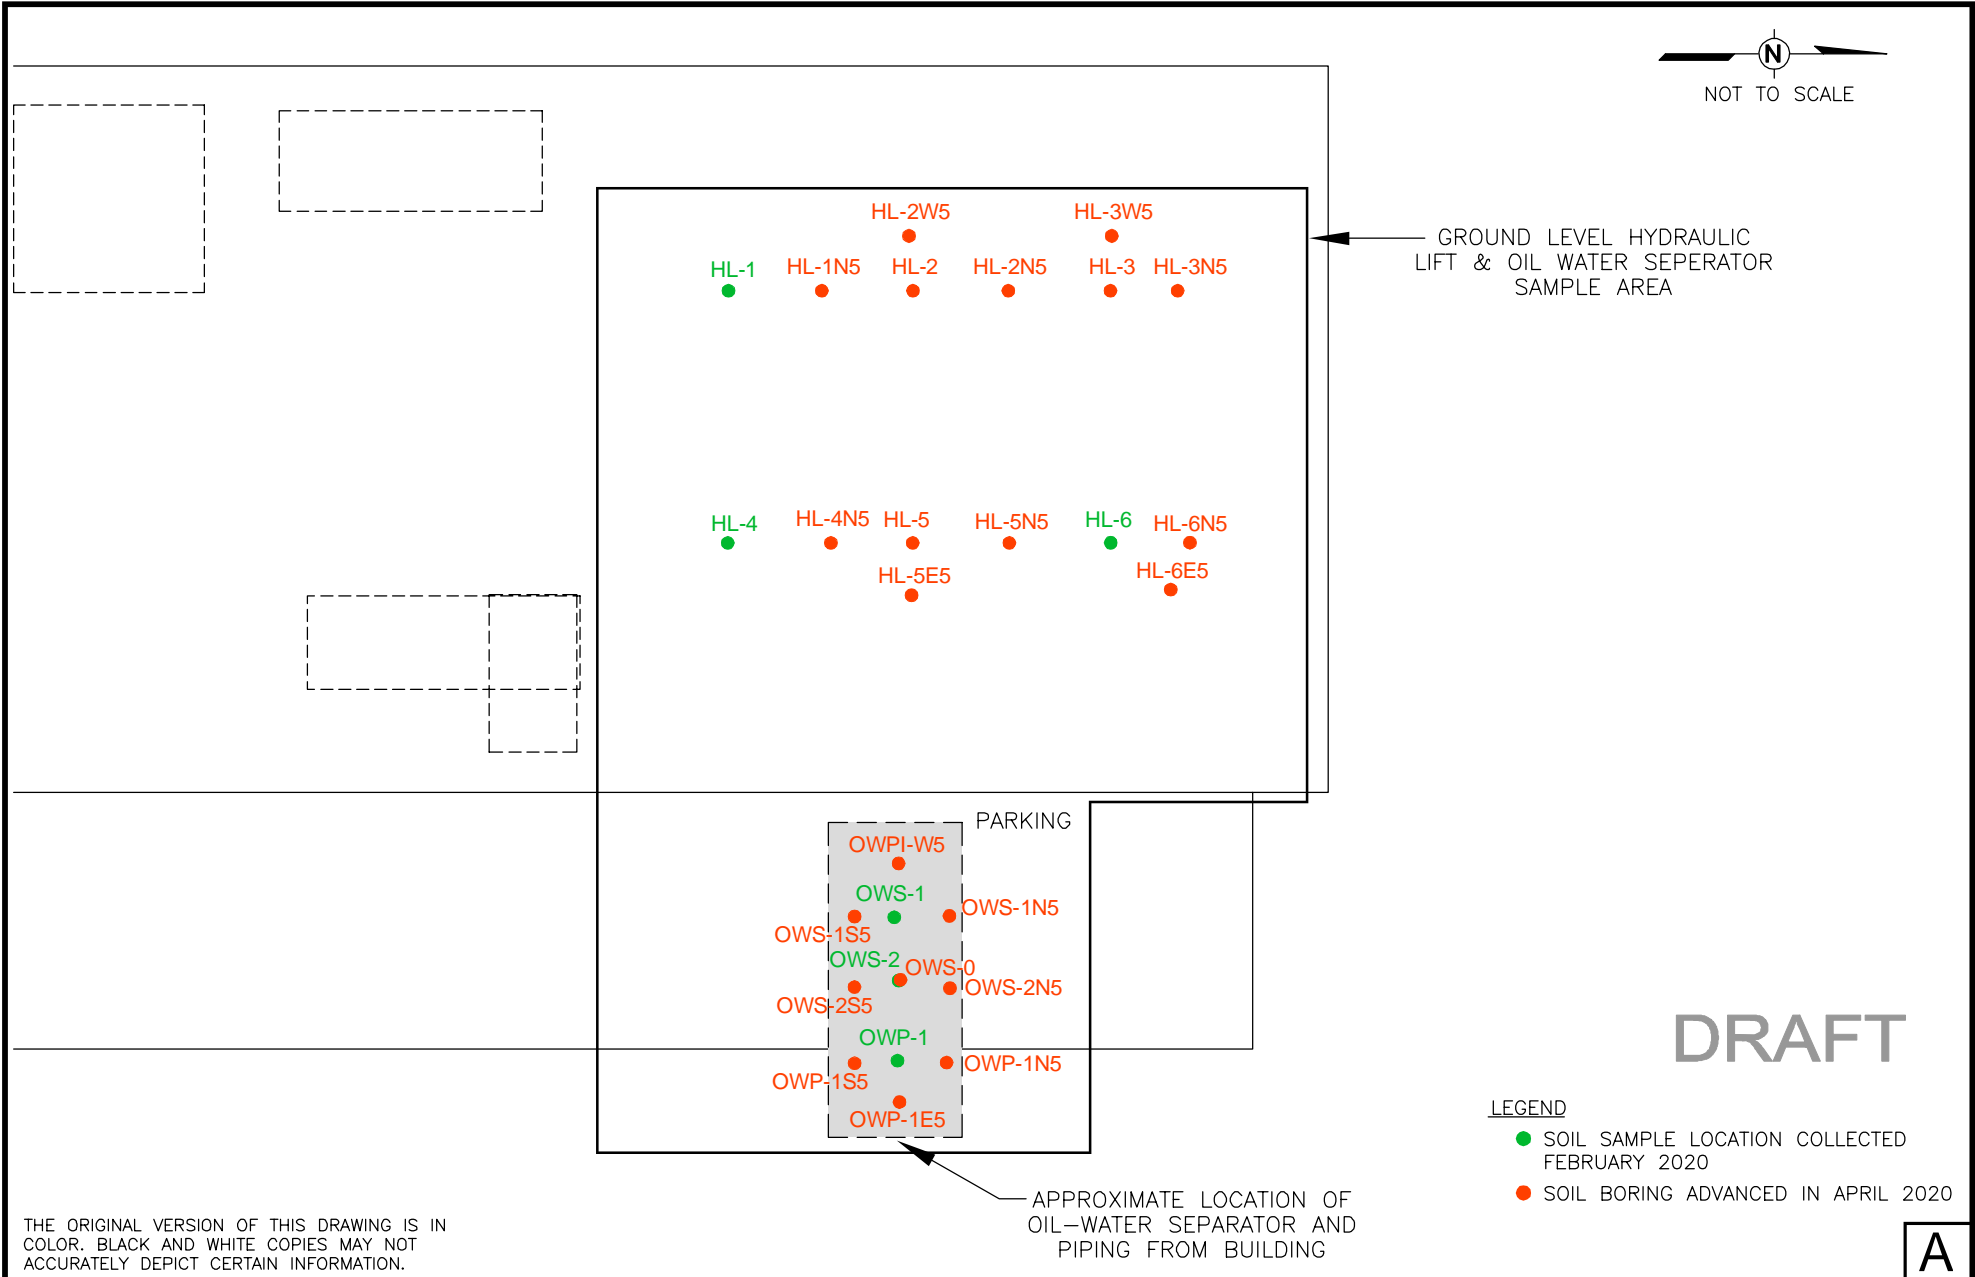 N
NOT TO SCALE
HL-2W5
HL-3W5
HL-1
HL-1N5
HL-2
HL-2N5
HL-3
HL-3N5
GROUND LEVEL HYDRAULIC
LIFT & OIL WATER SEPERATOR
SAMPLE AREA
HL-4
HL-4N5
HL-5
HL-5N5
HL-6
HL-6N5
HL-5E5
HL-6E5
PARKING
OWPI-W5
OWS-1
OWS-1N5
OWS-1S5
OWS-2
OWS-0
OWS-2N5
OWS-2S5
OWP-1
OWP-1N5
OWP-1S5
OWP-1E5
DRAFT
LEGEND
SOIL SAMPLE LOCATION COLLECTED
FEBRUARY 2020
SOIL BORING ADVANCED IN APRIL 2020
APPROXIMATE LOCATION OF
OIL-WATER SEPARATOR AND
PIPING FROM BUILDING
THE ORIGINAL VERSION OF THIS DRAWING IS IN
COLOR. BLACK AND WHITE COPIES MAY NOT
ACCURATELY DEPICT CERTAIN INFORMATION.
A